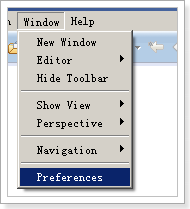 Window Help
New Window
Editor
Hide Toolbar
Show View
Perspective
Navigation
Preferences